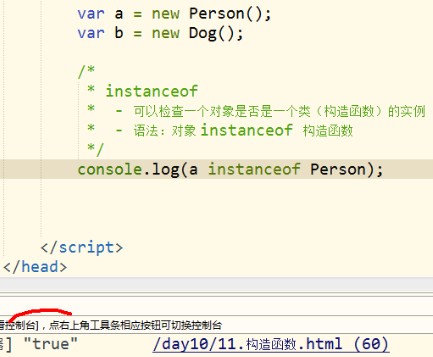 var a = new Person();
var b = new Dog();
/*
* instanceof
* - 可以检查一个对象是否是一个类（构造函数）的实例
* - 语法：对象 instanceof 构造函数
*/
console.log(a instanceof Person);
</script>
</head>
控制台]，点右上角工具条相应按钮可切换控制台
] "true" /day10/11.构造函数.html (60)